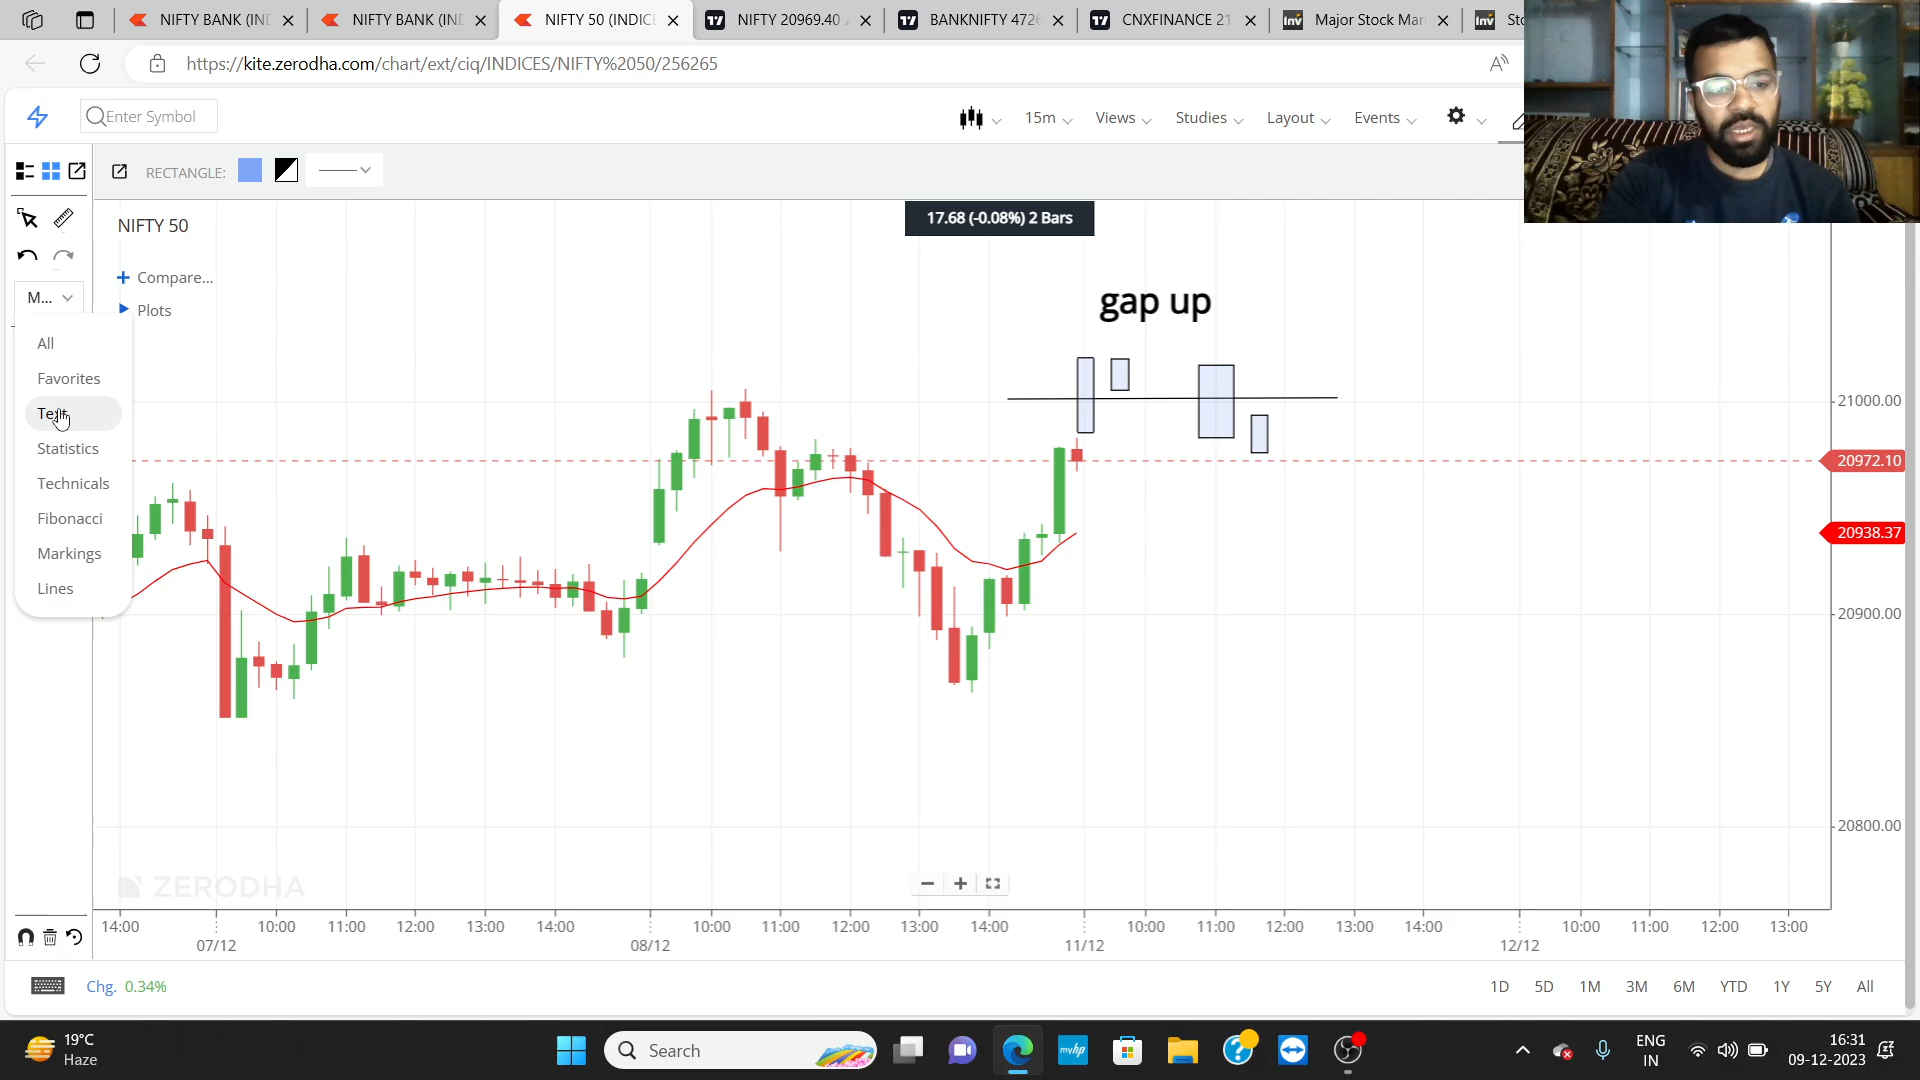 NIFTY BANK (INI
NIFTY BANK (INI
NIFTY 50 (INDICE
NIFTY 20969.40
BANKNIFTY 4726
CNXFINANCE 21
Major Stock Mar
Sto
https://kite.zerodha.com/chart/ext/ciq/INDICES/NIFTY%2050/256265
Enter Symbol
15m
Views
Studies
Layout
Events
RECTANGLE:
NIFTY 50
17.68 (-0.08%) 2 Bars
Compare...
gap up
M...
Plots
All
Favorites
Text
Statistics
Technicals
Fibonacci
Markings
Lines
21000.00
20972.10
20938.37
20900.00
20800.00
ZERODHA
14:00 10:00 11:00 12:00 13:00 14:00 10:00 11:00 12:00 13:00 14:00 10:00 11:00 12:00 13:00 14:00 10:00 11:00 12:00 13:00
07/12 08/12 11/12 12/12
Chg. 0.34%
1D 5D 1M 3M 6M YTD 1Y 5Y All
19°C
Haze
Search
myhp
ENG
IN
16:31
09-12-2023